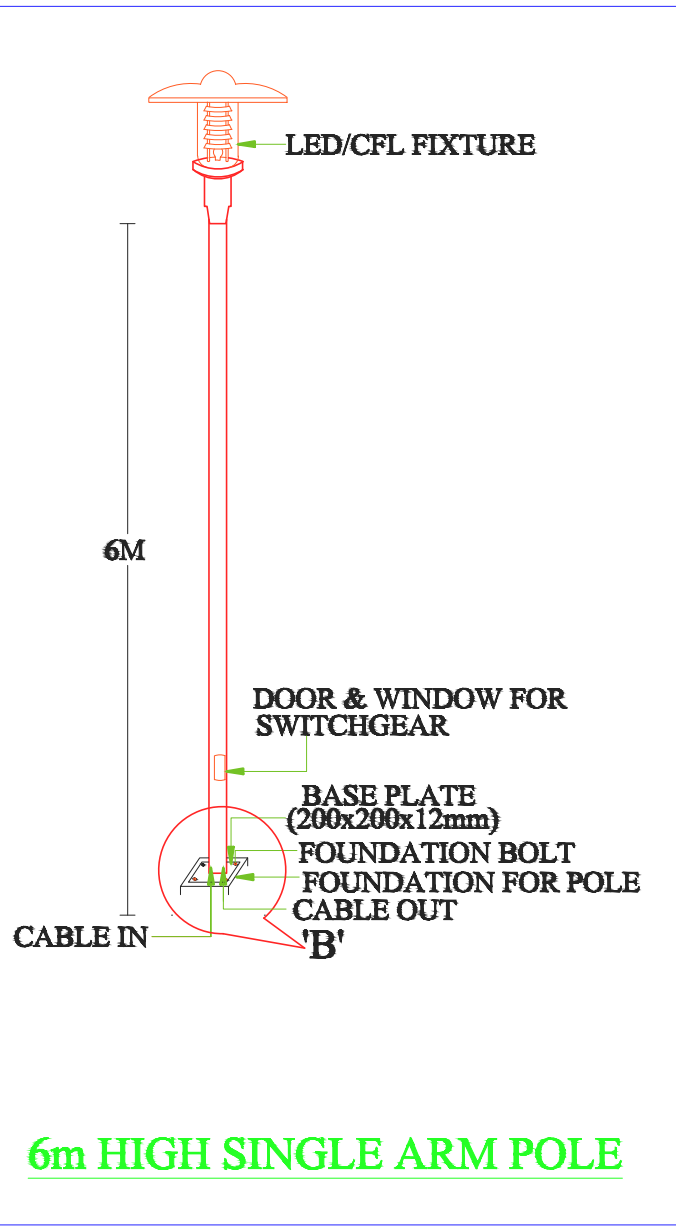 LED/CFL FIXTURE
6M
DOOR & WINDOW FOR
SWITCHGEAR
BASE PLATE
(200x200x12mm)
FOUNDATION BOLT
FOUNDATION FOR POLE
CABLE OUT
CABLE IN
'B'
6m HIGH SINGLE ARM POLE